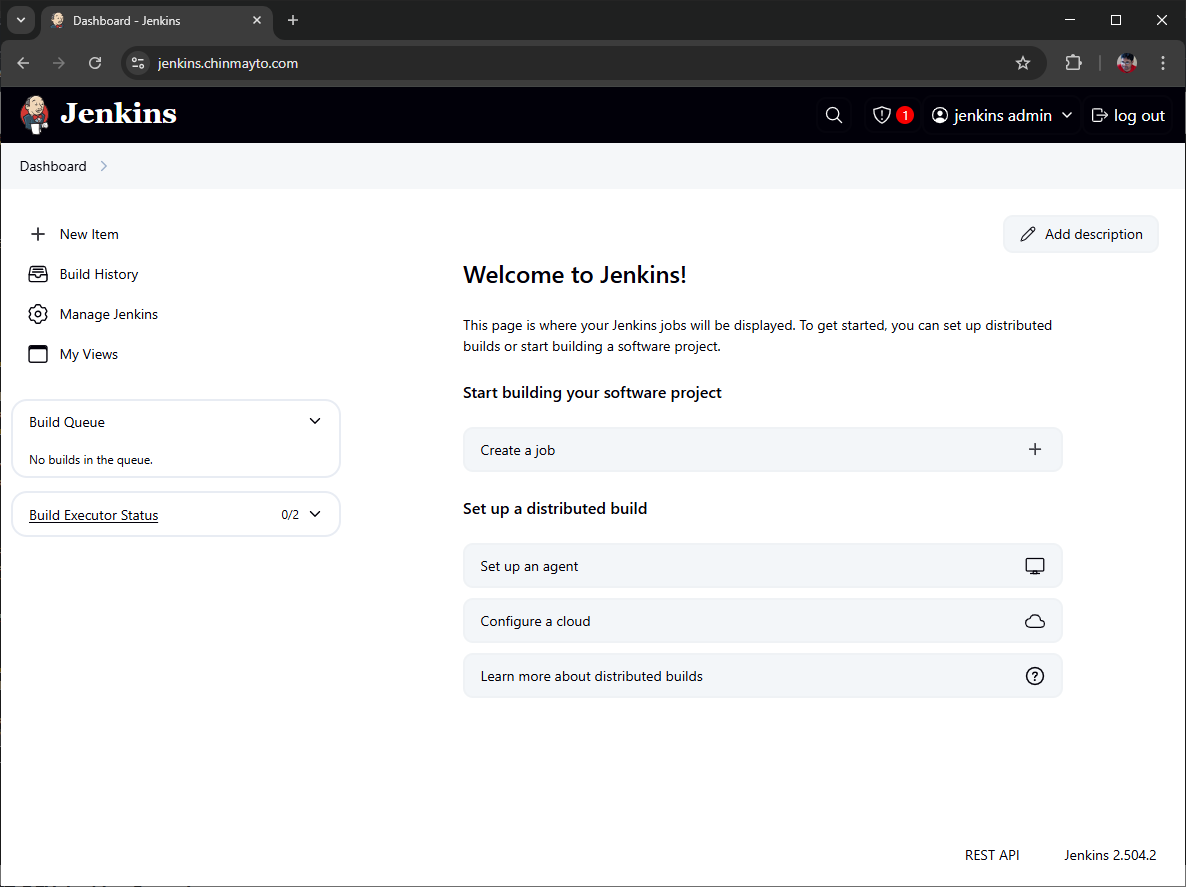 Dashboard - Jenkins
jenkins.chinmayto.com
Jenkins
1
jenkins admin
log out
Dashboard
New Item
Build History
Manage Jenkins
My Views
Build Queue
No builds in the queue.
Build Executor Status
0/2
Add description
Welcome to Jenkins!
This page is where your Jenkins jobs will be displayed. To get started, you can set up distributed
builds or start building a software project.
Start building your software project
Create a job
Set up a distributed build
Set up an agent
Configure a cloud
Learn more about distributed builds
REST API
Jenkins 2.504.2